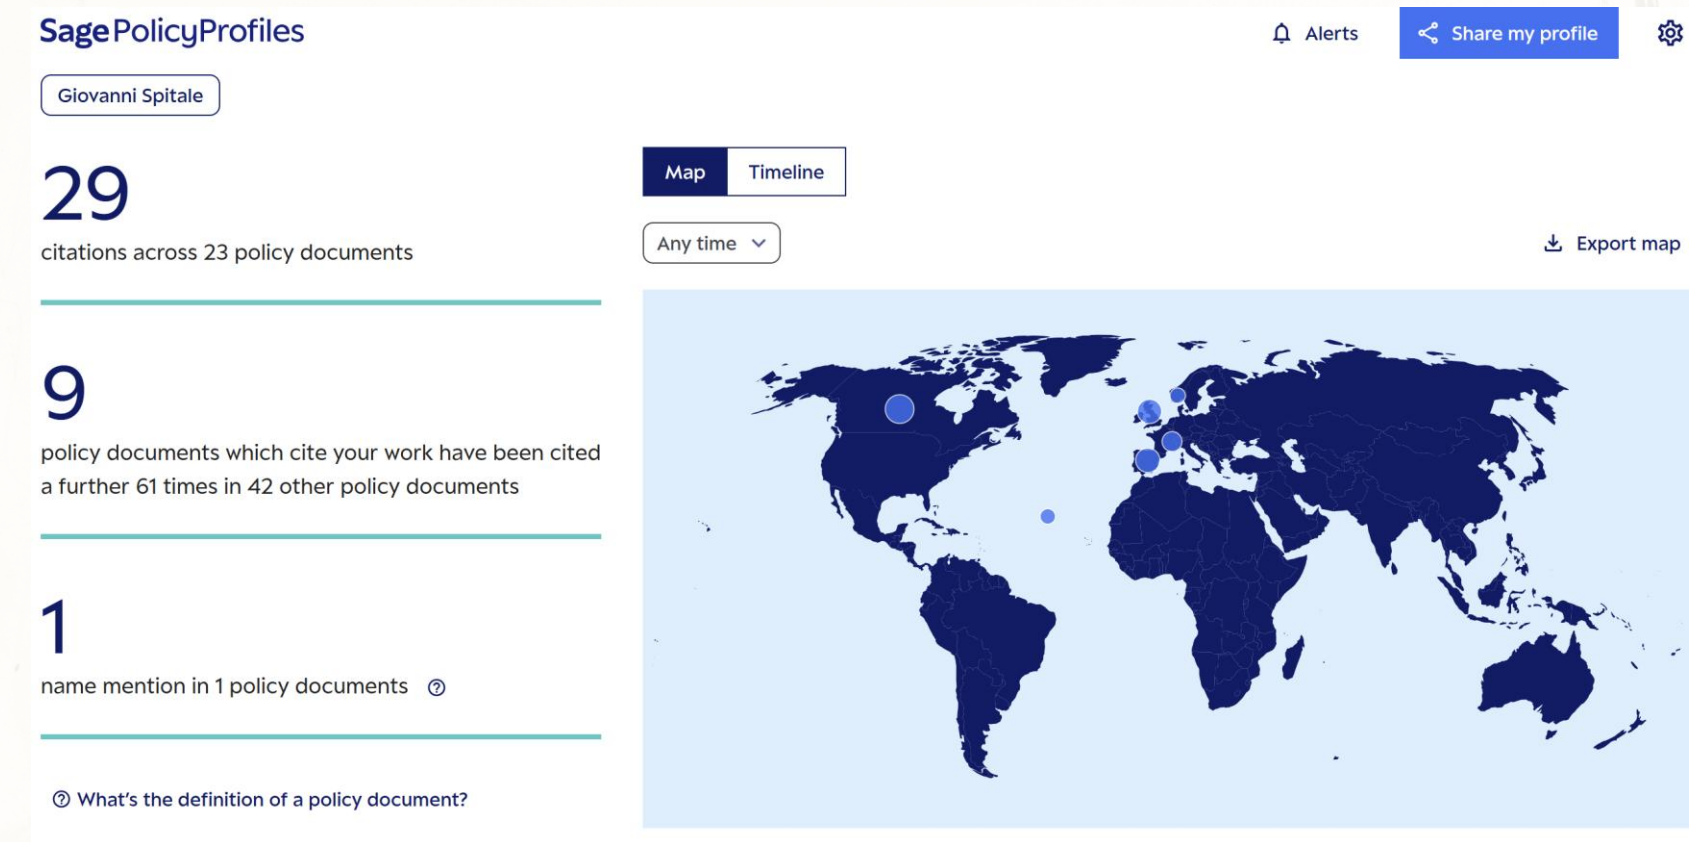 Sage Policy Profiles
Alerts
Share my profile
Giovanni Spitale
29
citations across 23 policy documents
9
policy documents which cite your work have been cited
a further 61 times in 42 other policy documents
1
name mention in 1 policy documents
What's the definition of a policy document?
Map
Timeline
Any time
Export map